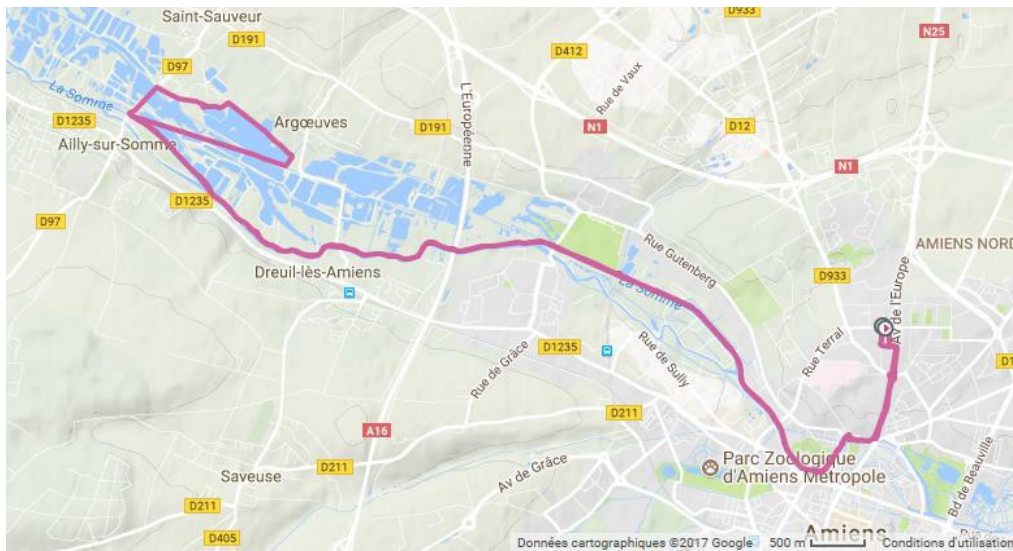 Saint-Sauveur
D933
D191
N25
D412
D97
La Somme
Rue de Vaux
L'Européenne
D1235
Argœuves
D191
N1
D12
Ailly-sur-Somme
N1
D1235
D97
Rue Gutenberg
AMIENS NORD
Dreuil-lès-Amiens
D933
La Somme
Av de l'Europe
D1235
Rue de Sully
Rue Terral
Rue de Grâce
D211
A16
Parc Zoologique
d'Amiens Métropole
D211
Saveuse
Av de Grâce
Bd de Beauville
D211
D405
Amiens
Données cartographiques ©2017 Google
500 m
Conditions d'utilisation